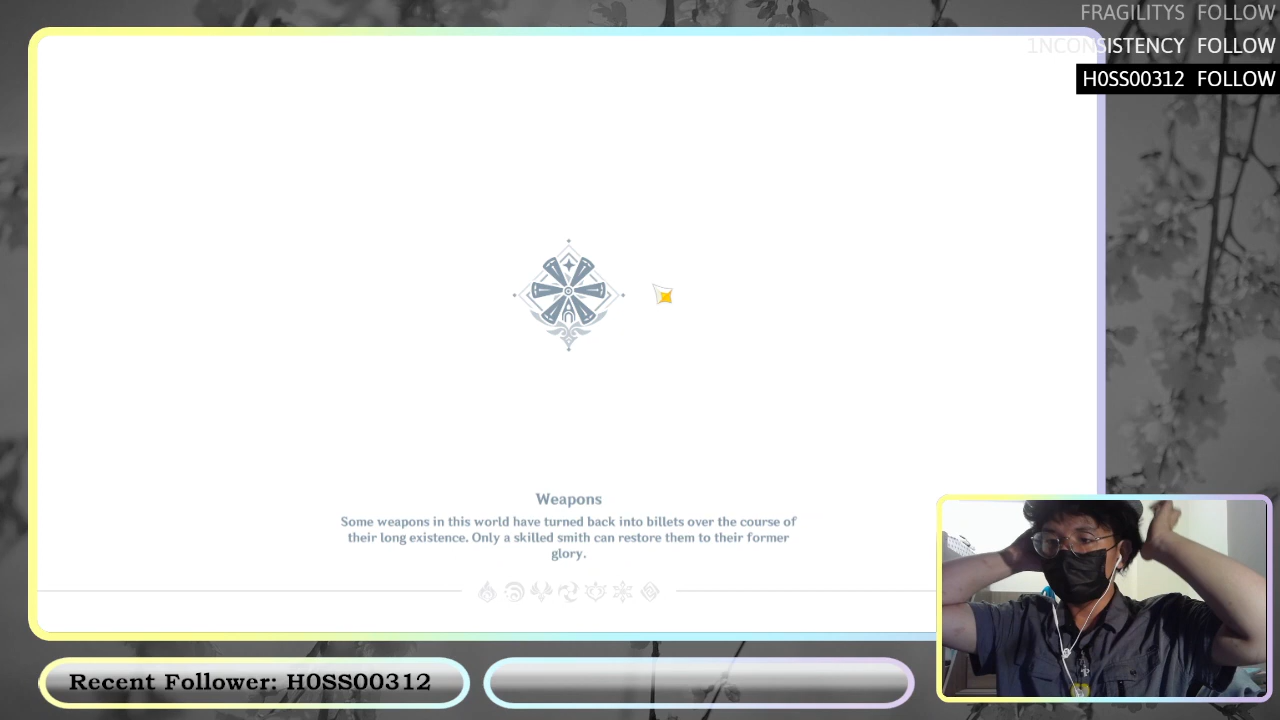 FRAGILITYS FOLLOW
1NCONSISTENCY FOLLOW
H0SS00312 FOLLOW
Weapons
Some weapons in this world have turned back into billets over the course of
their long existence. Only a skilled smith can restore them to their former
glory.
Recent Follower: H0SS00312